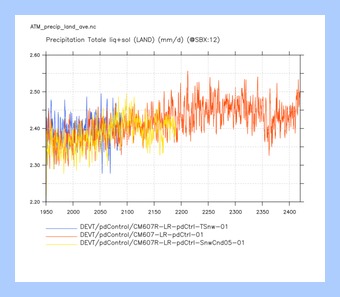 ATM_precip_land_ave.nc
Precipitation Totale liq+sol (LAND) (mm/d) (@SBX:12)
2.60
2.50
2.40
2.30
2.20
1950 2000 2050 2100 2150 2200 2250 2300 2350 2400
DEVT/pdControl/CM607R-LR-pdCtrl-TSnw-01
DEVT/pdControl/CM607-LR-pdCtrl-01
DEVT/pdControl/CM607R-LR-pdCtrl-SnwCnd05-01